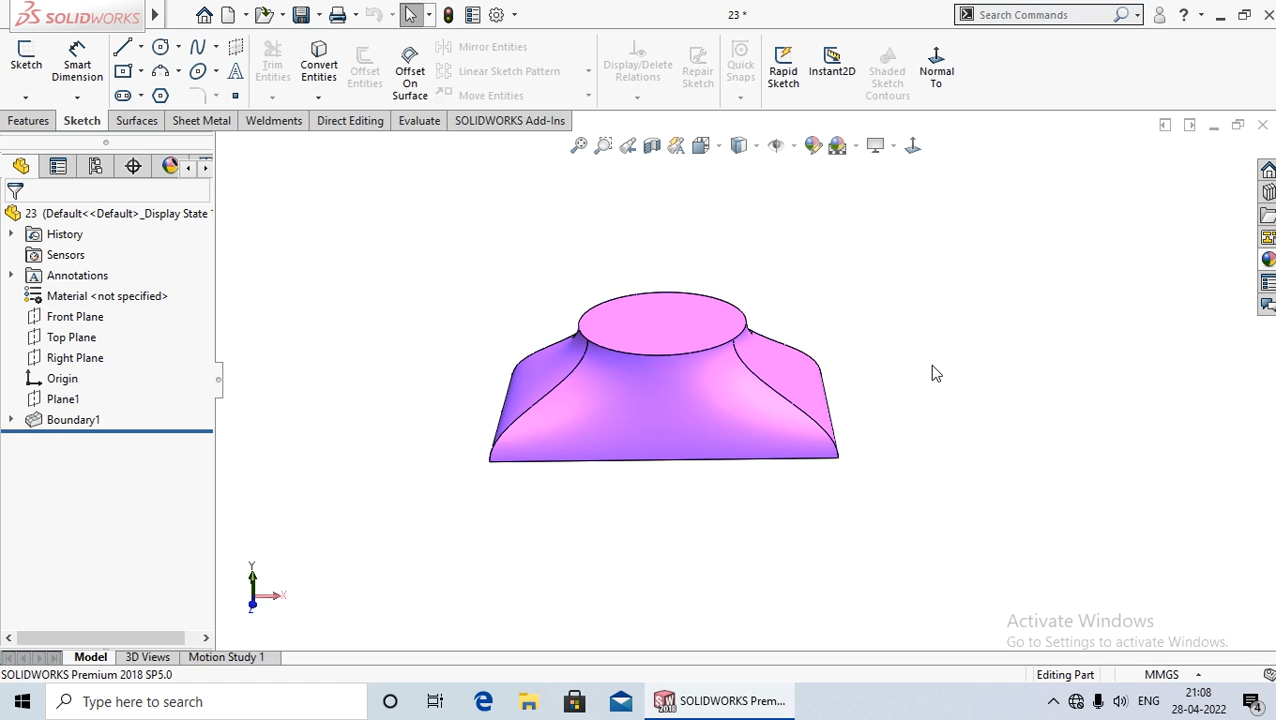 SOLIDWORKS
23 *
Search Commands
?
Sketch
Smart
Dimension
Trim
Entities
Convert
Entities
Offset
Entities
Offset
On
Surface
Mirror Entities
Linear Sketch Pattern
Move Entities
Display/Delete
Relations
Repair
Sketch
Quick
Snaps
Rapid
Sketch
Instant2D
Shaded
Sketch
Contours
Normal
To
Features
Sketch
Surfaces
Sheet Metal
Weldments
Direct Editing
Evaluate
SOLIDWORKS Add-Ins
23 (Default<<Default>_Display State
History
Sensors
Annotations
Material <not specified>
Front Plane
Top Plane
Right Plane
Origin
Plane1
Boundary1
Y
X
Z
Activate Windows
Go to Settings to activate Windows.
Model
3D Views
Motion Study 1
SOLIDWORKS Premium 2018 SP5.0
Editing Part
MMGS
Type here to search
SOLIDWORKS Prem...
ENG
21:08
28-04-2022
4